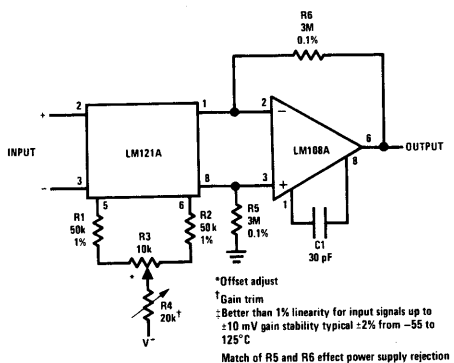 R6
3M
0.1%
2
1
2
+
−
LM121A
LM108A
6
OUTPUT
INPUT
8
−
3
8
3
+
5
6
1
R1
50k
1%
R2
50k
1%
R3
10k
*
R5
3M
0.1%
C1
30 pF
R4
20k†
V−
*Offset adjust
†Gain trim
‡Better than 1% linearity for input signals up to
±10 mV gain stability typical ±2% from −55 to
125°C
Match of R5 and R6 effect power supply rejection